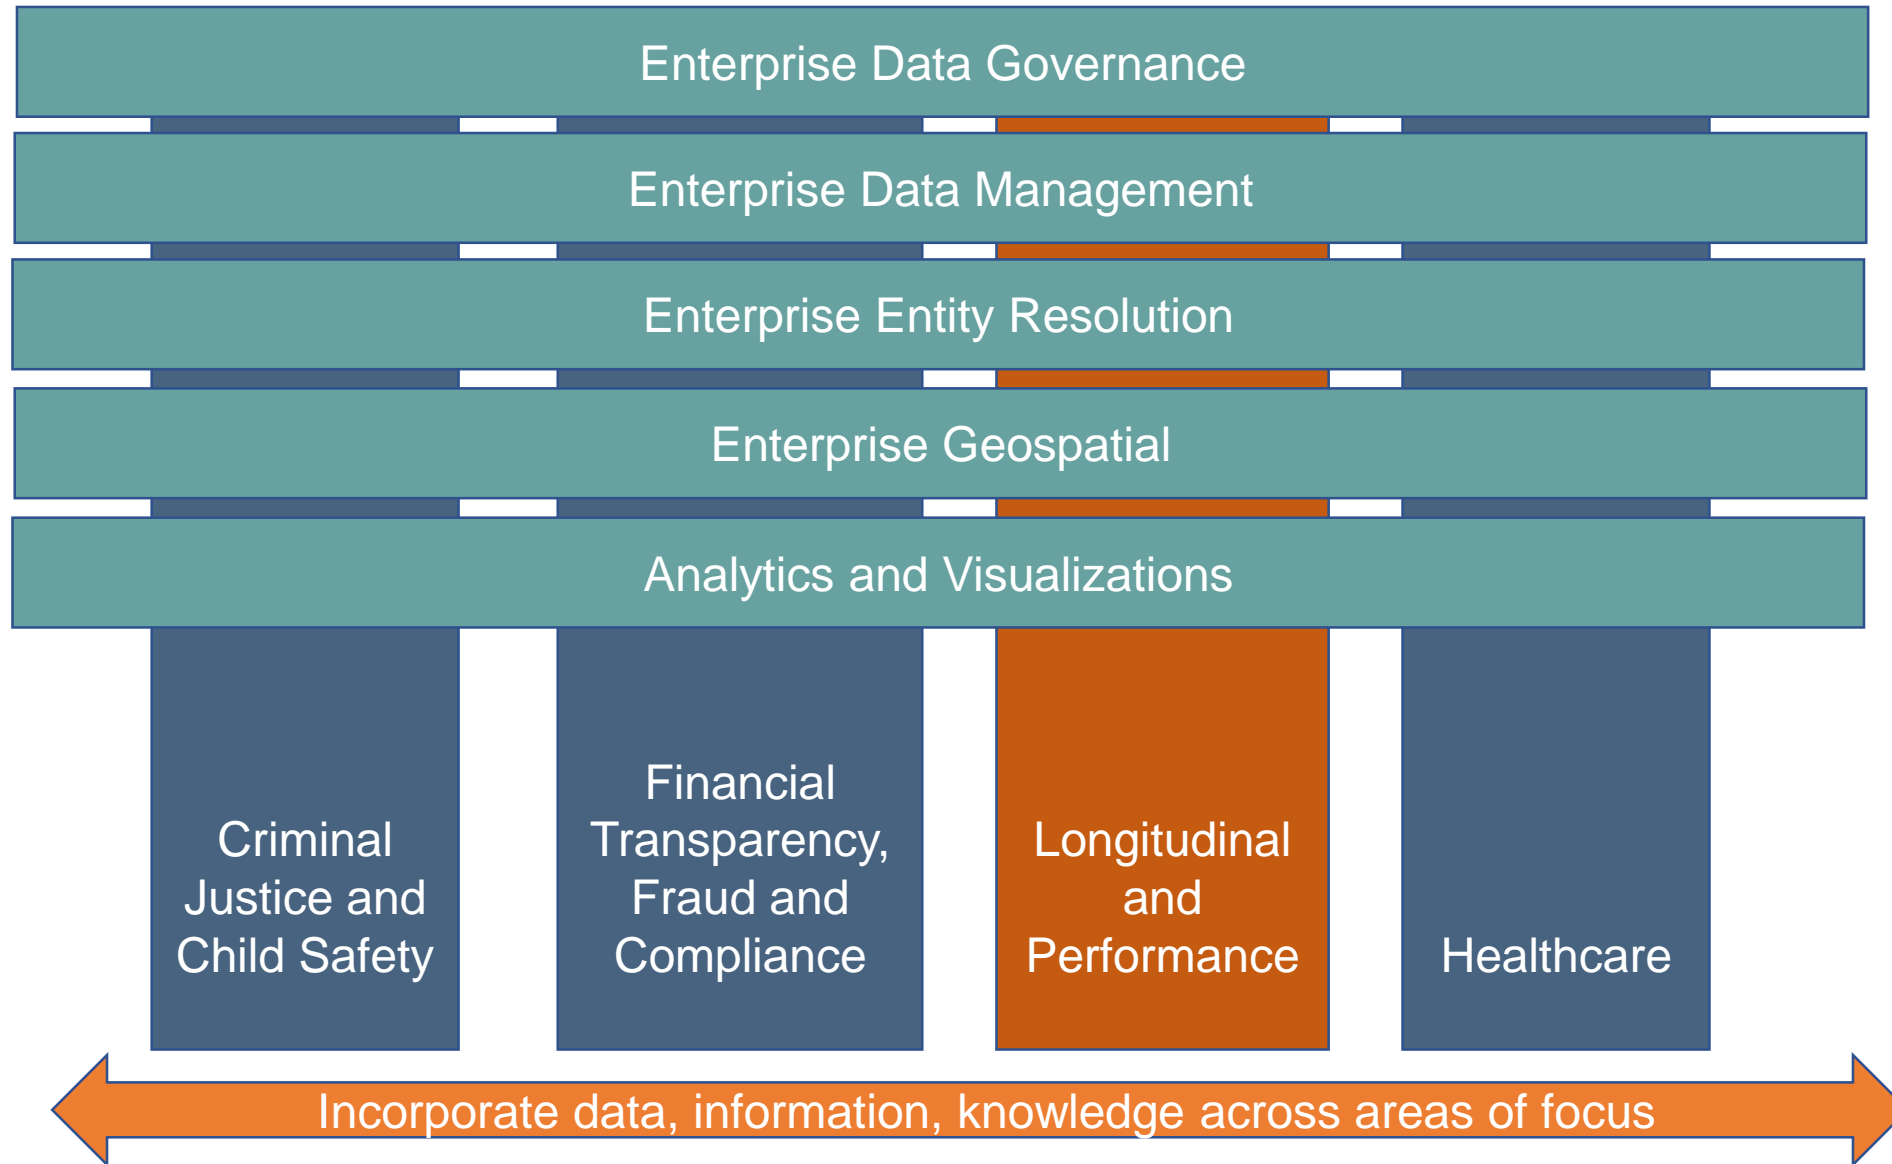 Enterprise Data Governance
Enterprise Data Management
Enterprise Entity Resolution
Enterprise Geospatial
Analytics and Visualizations
Criminal
Justice and
Child Safety
Financial
Transparency,
Fraud and
Compliance
Longitudinal
and
Performance
Healthcare
Incorporate data, information, knowledge across areas of focus